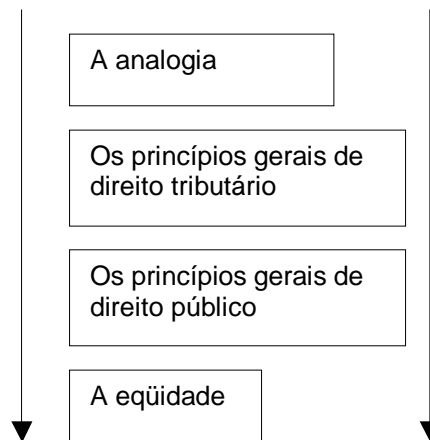 A analogia
Os princípios gerais de
direito tributário
Os princípios gerais de
direito público
A eqüidade